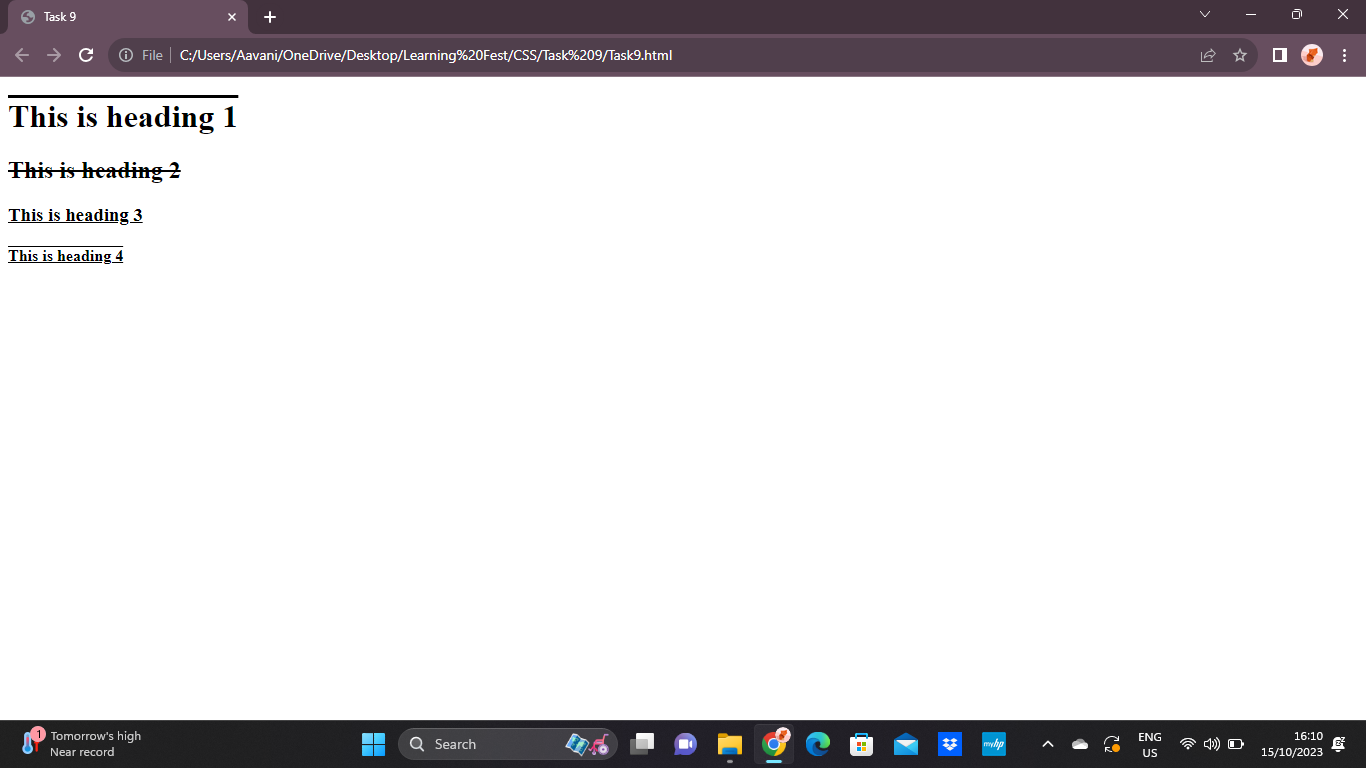 Task 9
File
C:/Users/Aavani/OneDrive/Desktop/Learning%20Fest/CSS/Task%209/Task9.html
This is heading 1
This is heading 2
This is heading 3
This is heading 4
1
Tomorrow's high
Near record
Search
myhp
ENG
US
16:10
15/10/2023